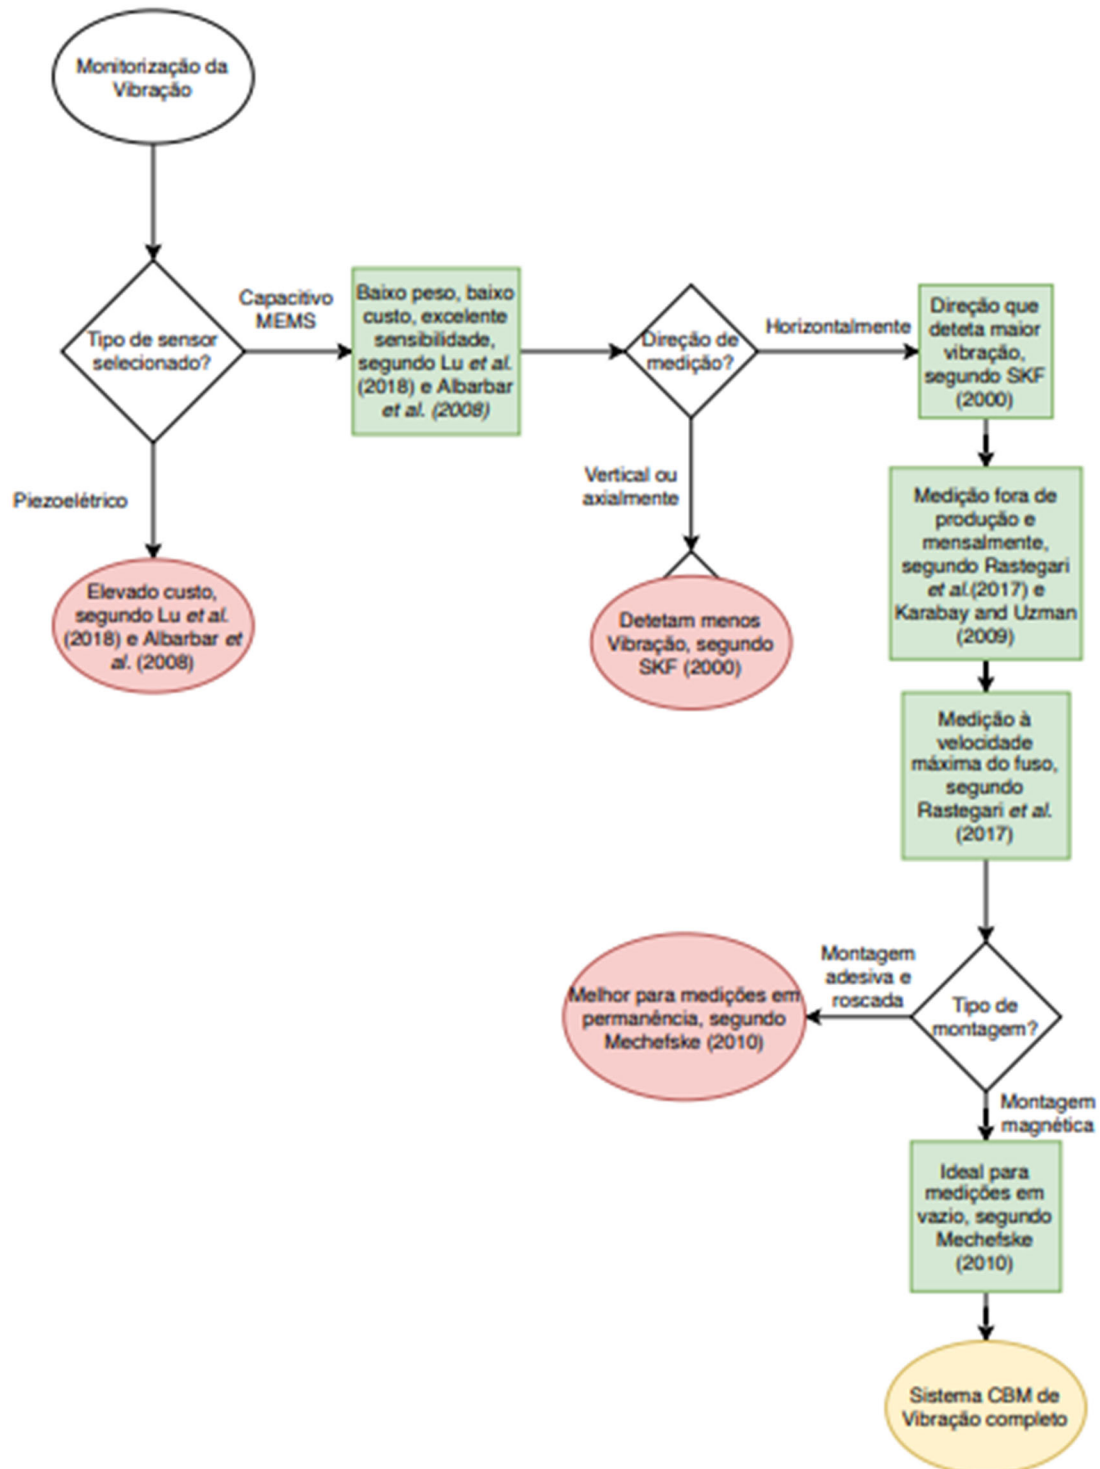 Monitorização da
Vibração
Tipo de sensor
selecionado?
Capacitivo
MEMS
Baixo peso, baixo
custo, excelente
sensibilidade,
segundo Lu et al.
(2018) e Albarbar
et al. (2008)
Direção de
medição?
Horizontalmente
Direção que
deteta maior
vibração,
segundo SKF
(2000)
Piezoelétrico
Elevado custo,
segundo Lu et al.
(2018) e Albarbar et
al. (2008)
Vertical ou
axialmente
Detetam menos
Vibração, segundo
SKF (2000)
Medição fora de
produção e
mensalmente,
segundo Rastegari
et al.(2017) e
Karabay and Uzman
(2009)
Medição à
velocidade
máxima do fuso,
segundo
Rastegari et al.
(2017)
Tipo de
montagem?
Montagem
adesiva e
roscada
Melhor para medições em
permanência, segundo
Mechefske (2010)
Montagem
magnética
Ideal para
medições em
vazio, segundo
Mechefske
(2010)
Sistema CBM de
Vibração completo